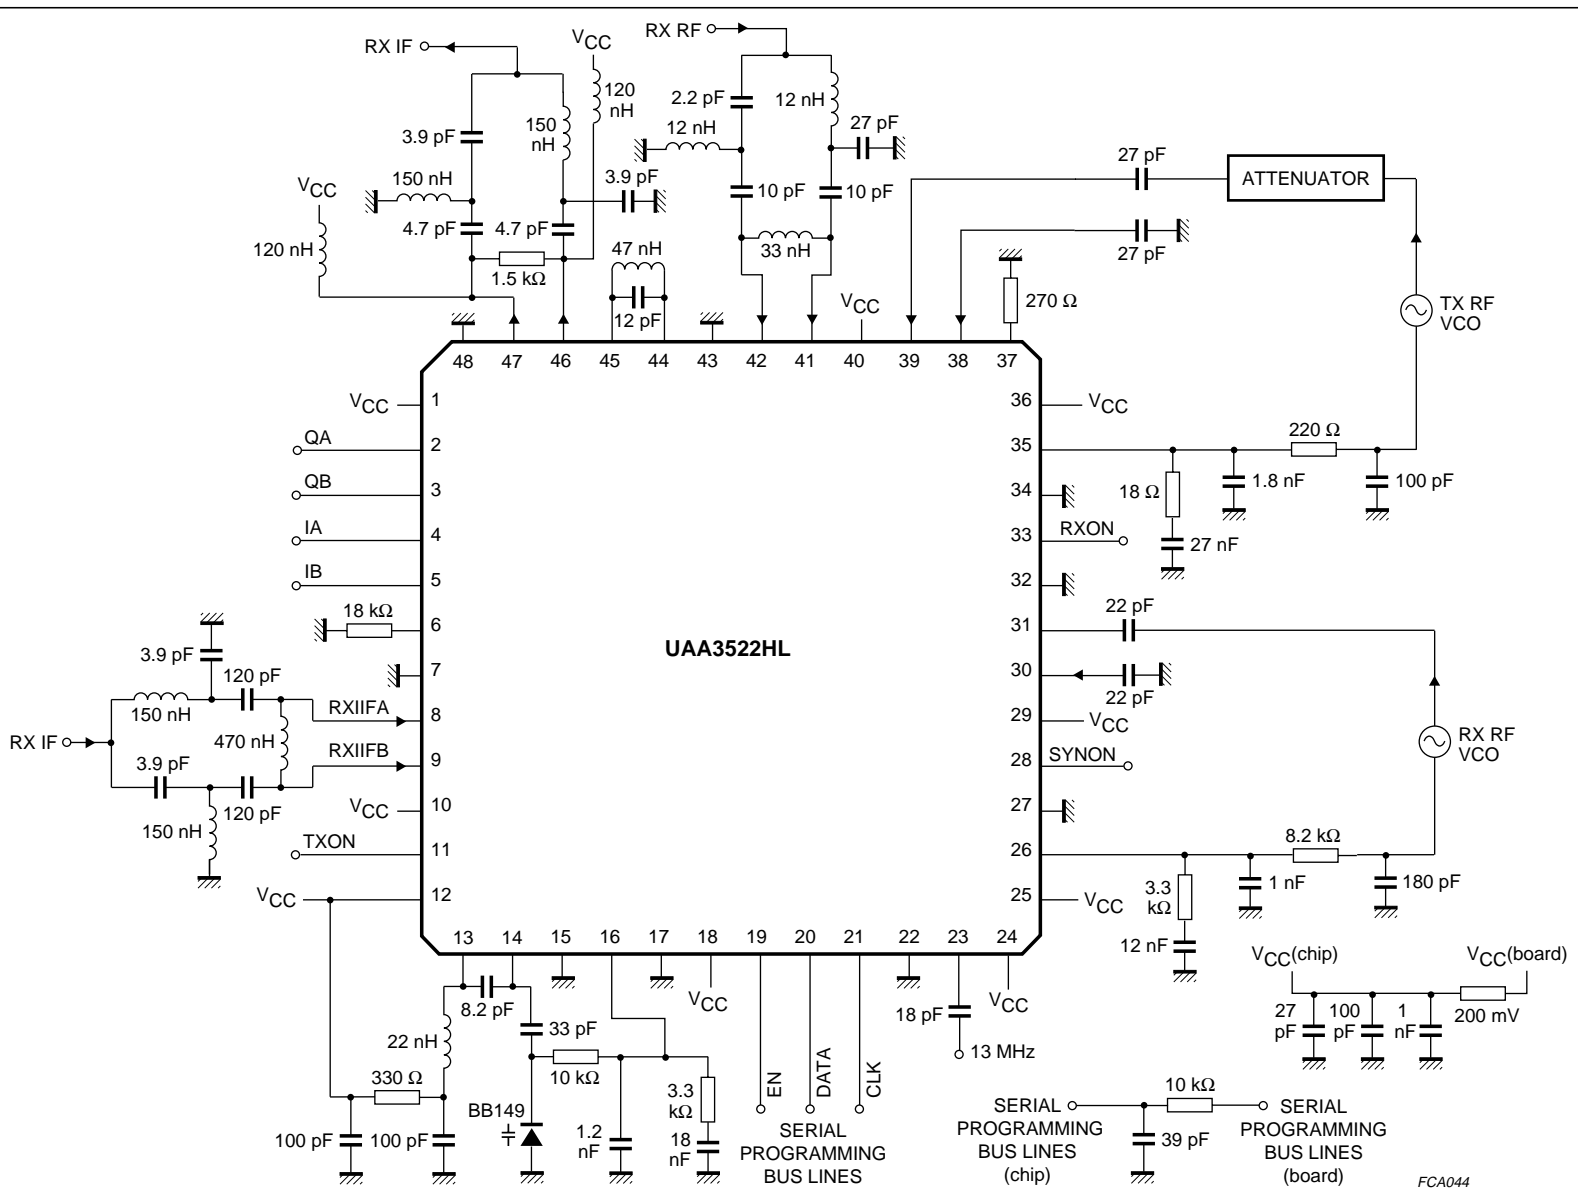 RX IF
VCC
RX RF
120
nH
2.2 pF
12 nH
3.9 pF
150
nH
12 nH
27 pF
27 pF
ATTENUATOR
VCC
150 nH
3.9 pF
10 pF
10 pF
120 nH
4.7 pF
4.7 pF
47 nH
33 nH
27 pF
1.5 kΩ
12 pF
VCC
270 Ω
TX RF
VCO
48
47
46
45
44
43
42
41
40
39
38
37
VCC
1
36
VCC
QA
2
35
220 Ω
QB
3
34
18 Ω
1.8 nF
100 pF
IA
4
33
RXON
27 nF
IB
5
32
18 kΩ
6
UAA3522HL
31
22 pF
3.9 pF
120 pF
7
30
22 pF
150 nH
RXIIFA
8
29
VCC
RX IF
470 nH
RXIIFB
9
28
SYNON
RX RF
VCO
3.9 pF
120 pF
VCC
10
27
150 nH
TXON
11
26
8.2 kΩ
VCC
12
25
VCC
3.3
kΩ
1 nF
180 pF
12 nF
13
14
15
16
17
18
19
20
21
22
23
24
VCC(chip)
VCC(board)
8.2 pF
VCC
18 pF
VCC
27
pF
100
pF
1
nF
200 mV
22 nH
33 pF
13 MHz
330 Ω
10 kΩ
EN
DATA
CLK
3.3
kΩ
10 kΩ
100 pF
100 pF
BB149
1.2
nF
18
nF
SERIAL
PROGRAMMING
BUS LINES
SERIAL
PROGRAMMING
BUS LINES
(chip)
39 pF
SERIAL
PROGRAMMING
BUS LINES
(board)
FCA044